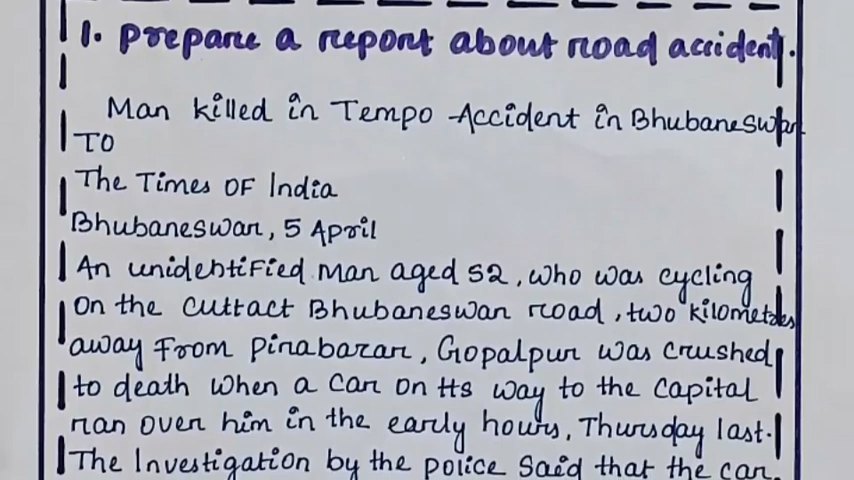 1. Prepare a report about road accident.
Man killed in Tempo Accident in Bhubaneswar
TO
The Times OF India
Bhubaneswar, 5 April
An unidentified Man aged 52, who was cycling
On the Cuttact Bhubaneswar road, two kilometres
away From Pirabazar, Gopalpur was crushed
to death when a Car On its way to the Capital
ran over him in the early hours, Thursday last.
The Investigation by the police Said that the car,